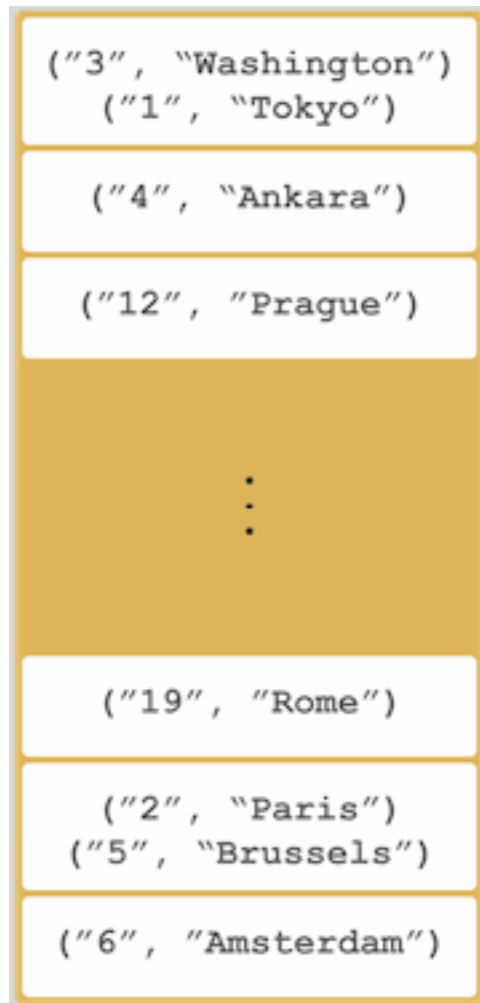 (″3″, “Washington”)
(″1″, “Tokyo”)
(″4″, “Ankara”)
(″12″, ″Prague”)
(″19″, ″Rome”)
(″2″, “Paris”)
(″5″, “Brussels”)
(″6″, ″Amsterdam”)